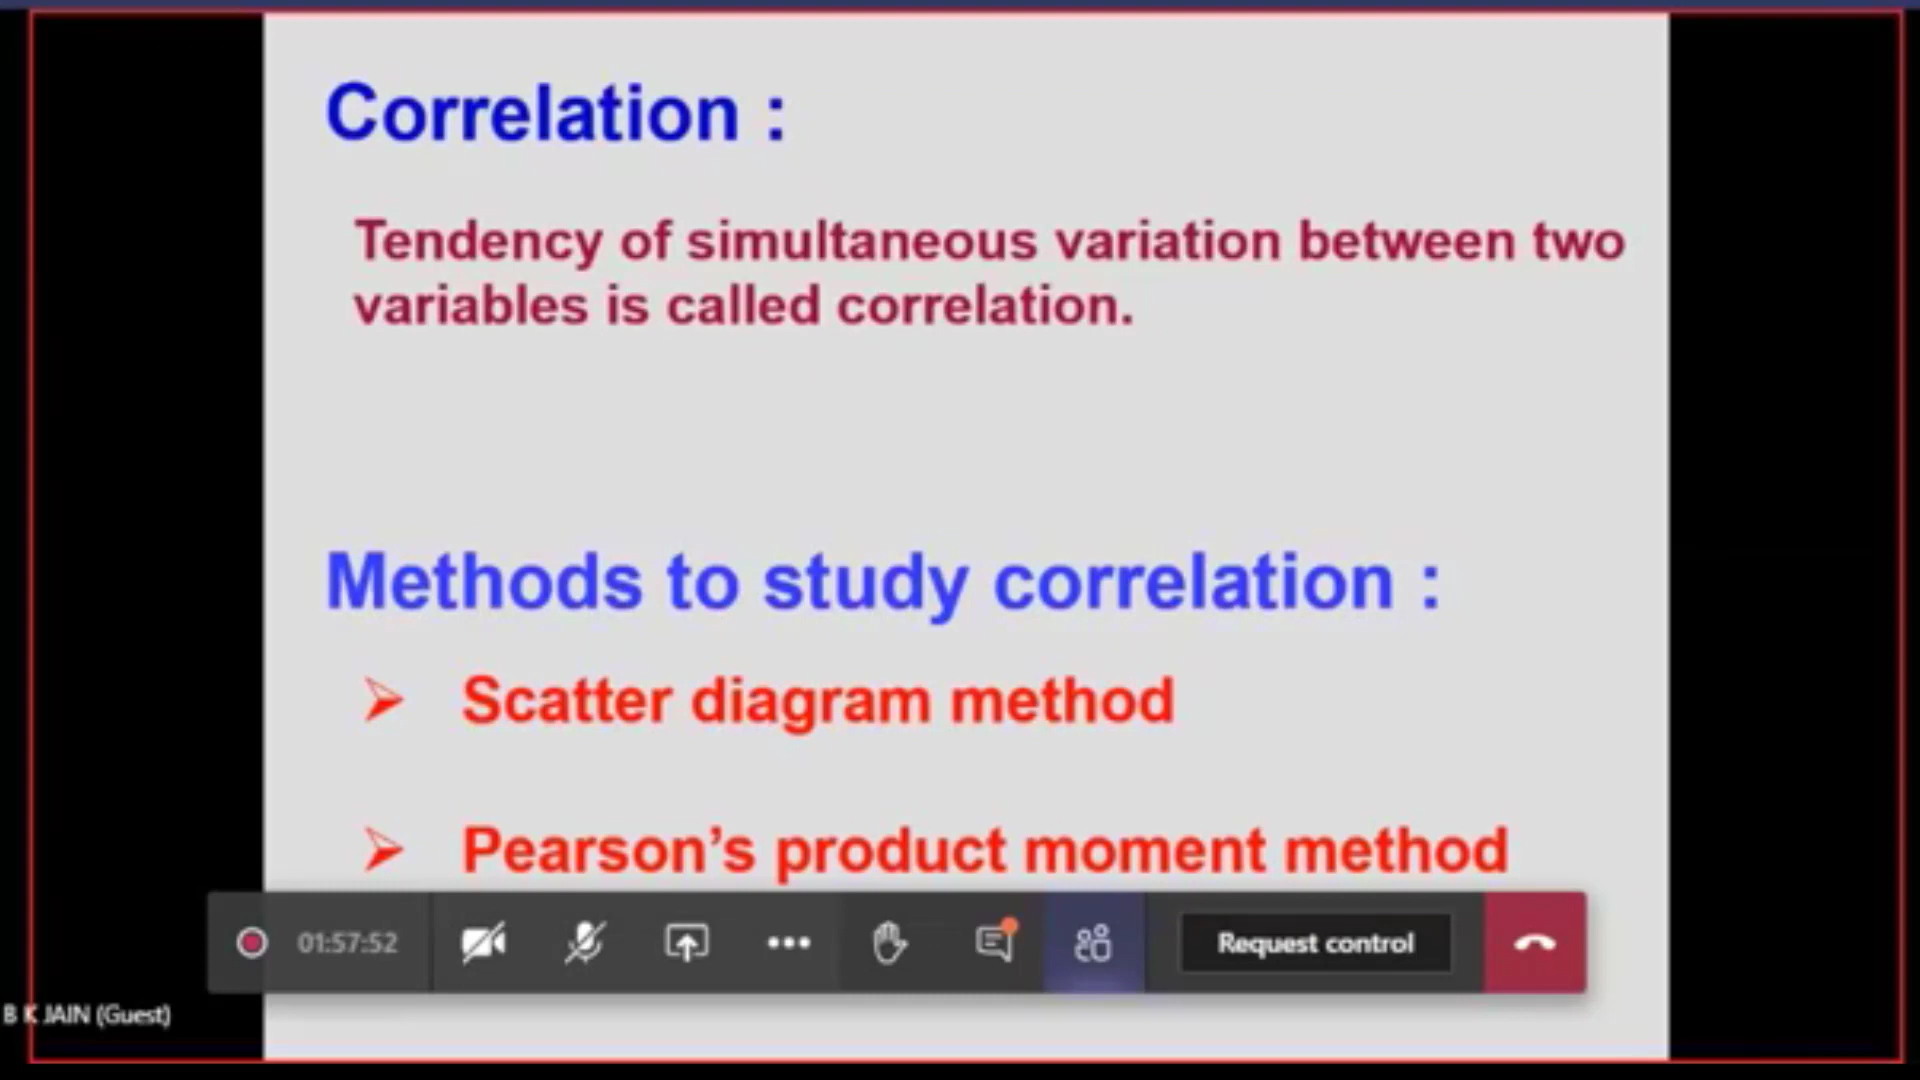 Correlation :
Tendency of simultaneous variation between two
variables is called correlation.
Methods to study correlation :
➢ Scatter diagram method
➢ Pearson’s product moment method
01:57:52
Request control
B K JAIN (Guest)